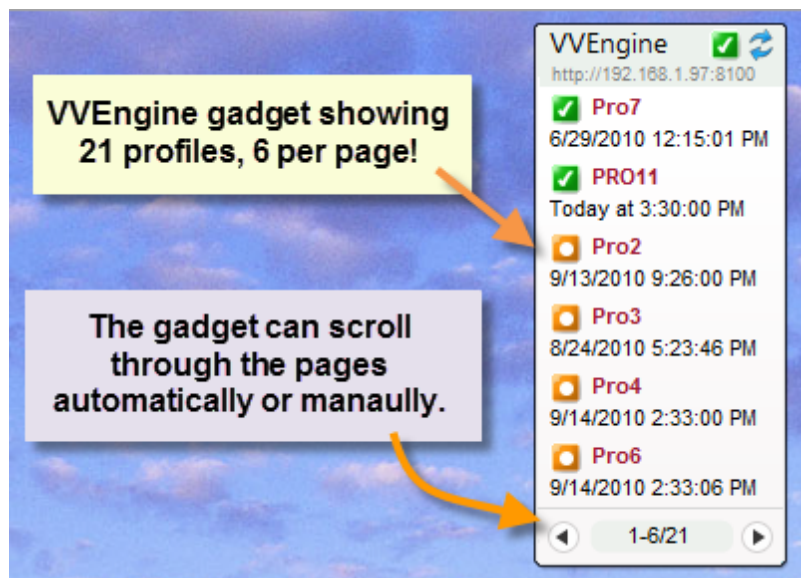 VVEngine gadget showing
21 profiles, 6 per page!
The gadget can scroll
through the pages
automatically or manaully.
VVEngine
http://192.168.1.97:8100
Pro7
6/29/2010 12:15:01 PM
PRO11
Today at 3:30:00 PM
Pro2
9/13/2010 9:26:00 PM
Pro3
8/24/2010 5:23:46 PM
Pro4
9/14/2010 2:33:00 PM
Pro6
9/14/2010 2:33:06 PM
1-6/21